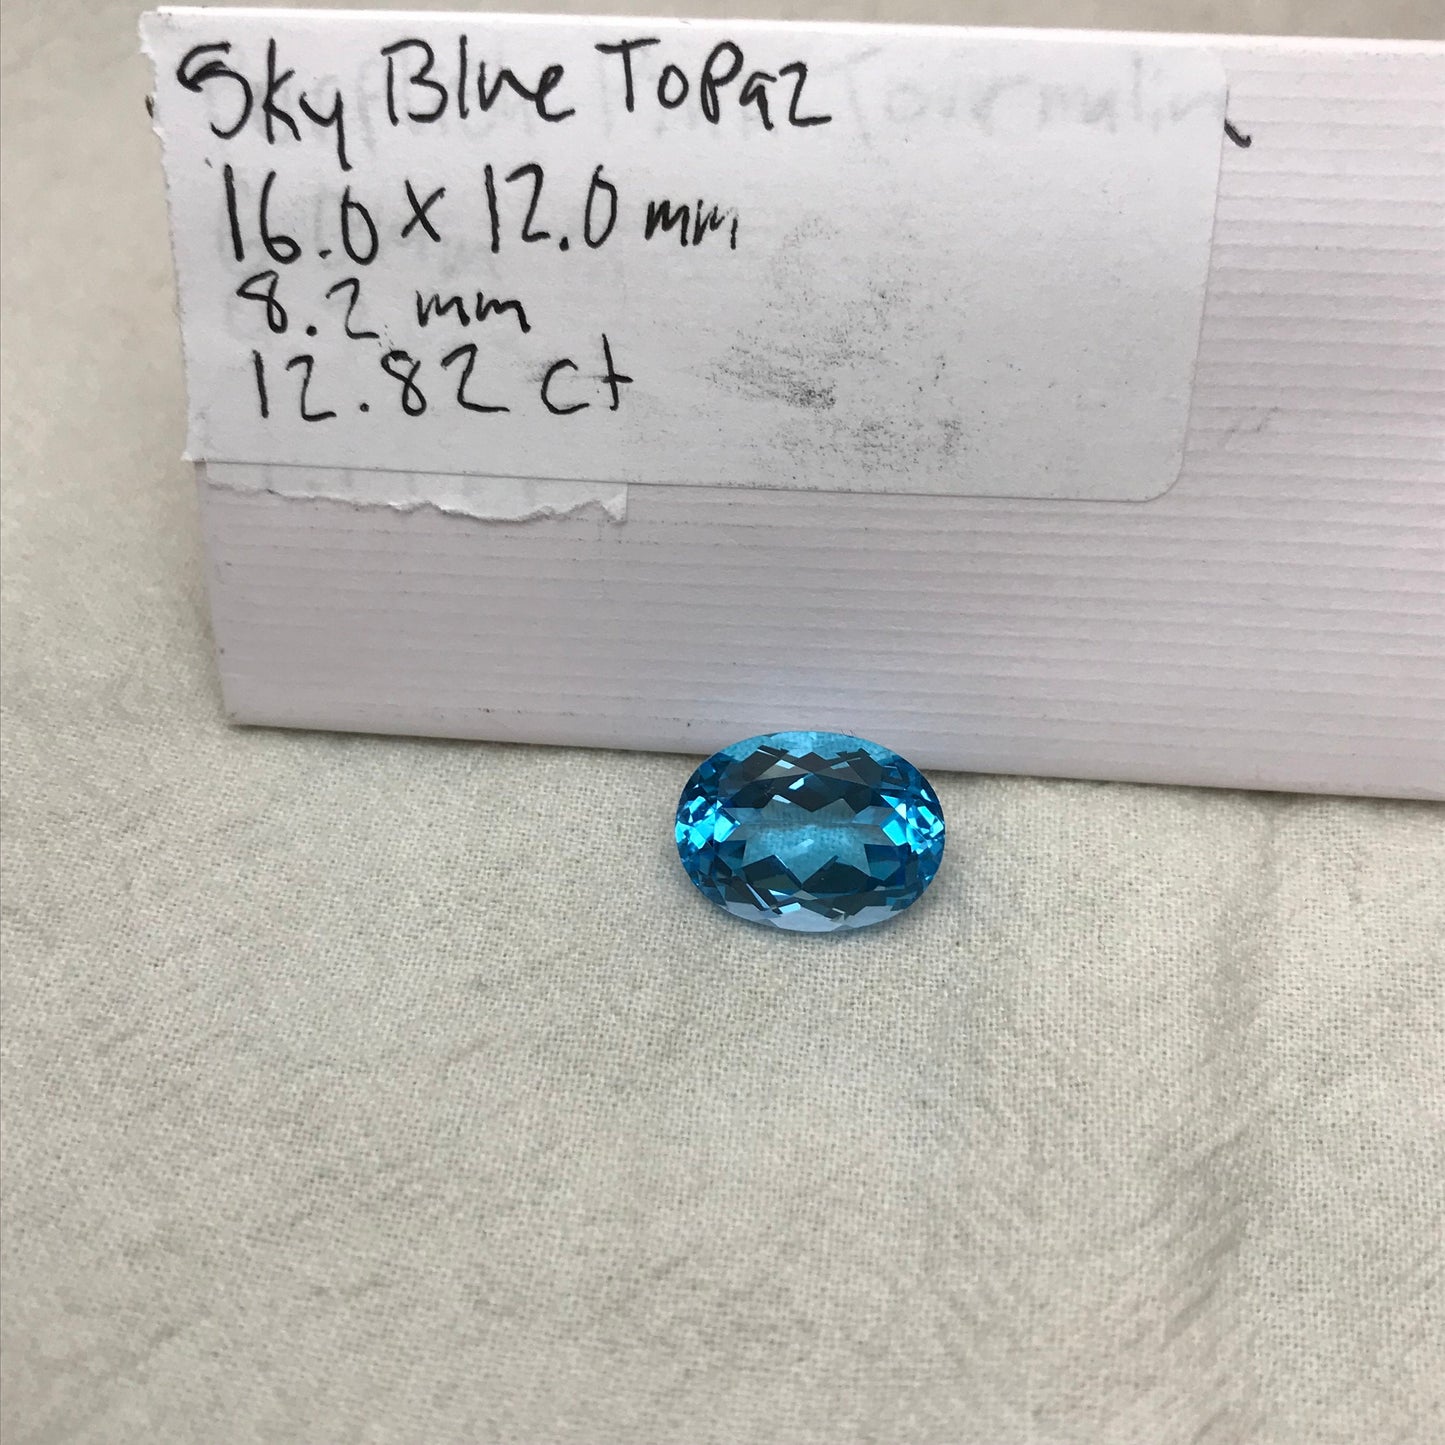 Sky Blue Topaz
16.0 x 12.0 mm
8.2 mm
12.82 ct